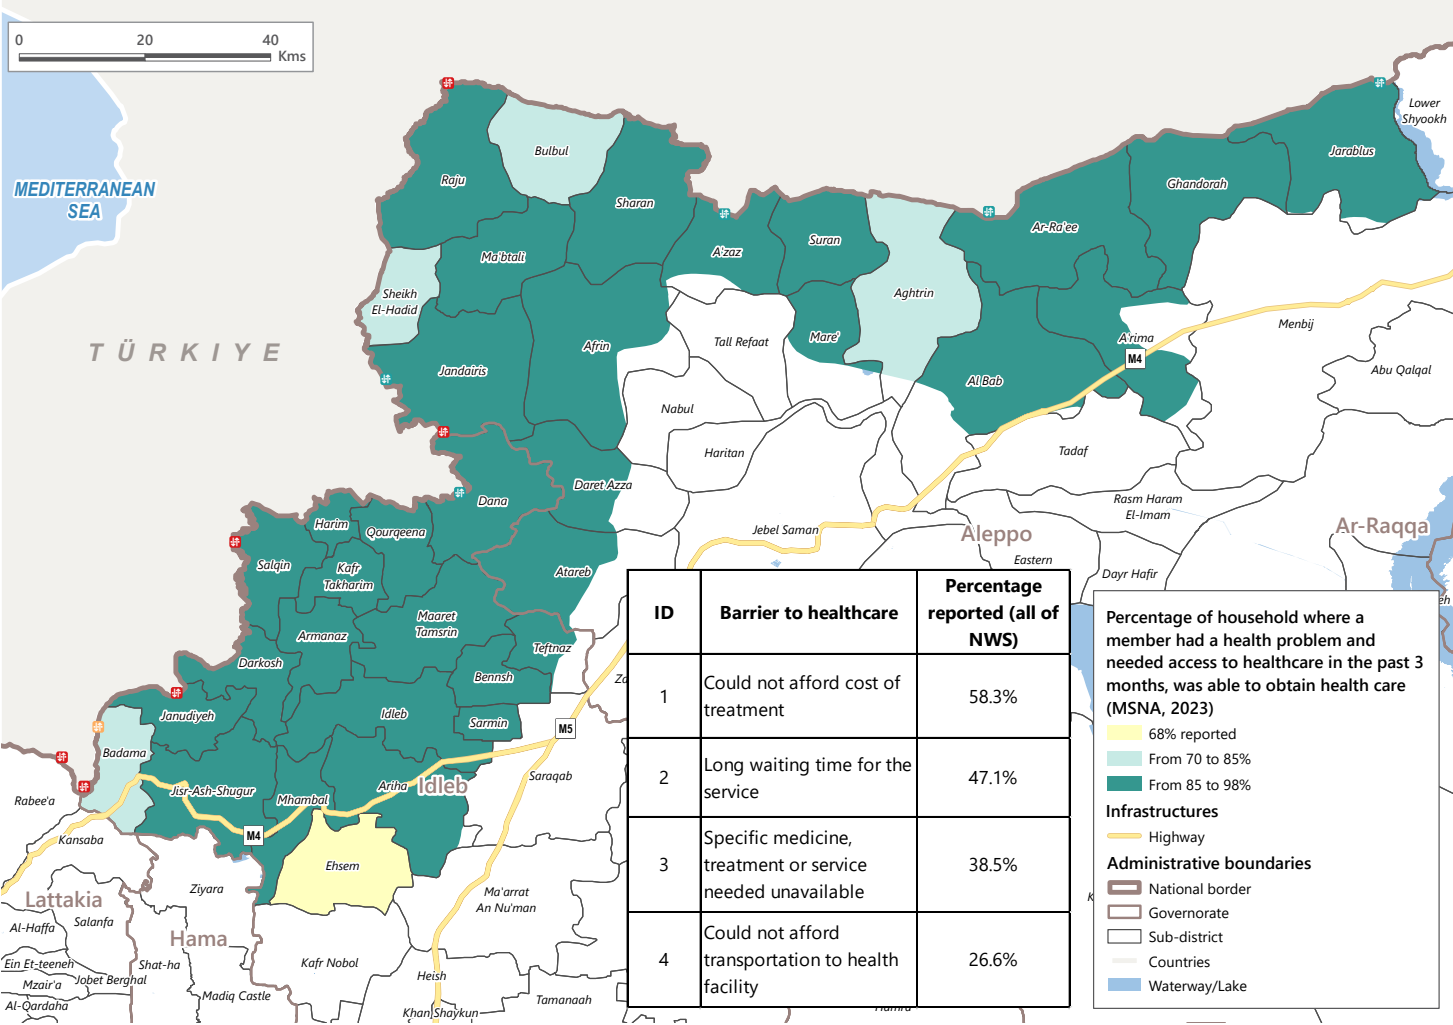 0 20 40
Kms
MEDITERRANEAN
SEA
TÜRKIYE
Lower
Shyookh
Jarablus
Ghandorah
Bulbul
Raju
Sharan
Ar-Ra'ee
Suran
A'zaz
Ma'btali
Sheikh
El-Hadid
Aghtrin
Menbij
A'rima
M4
Mare'
Tall Refaat
Afrin
Jandairis
Abu Qalqal
Al Bab
Nabul
Haritan
Tadaf
Daret Azza
Dana
Rasm Haram
El-Imam
Harim
Qourqeena
Jebel Saman
Aleppo
Ar-Raqqa
Eastern
Salqin
Kafr
Takharim
Atareb
Dayr Hafir
Maaret
Tamsrin
Armanaz
Teftnaz
Darkosh
Bennsh
Janudiyeh
Idleb
Sarmin
M5
Badama
Saraqab
Ariha
Idleb
Jisr-Ash-Shugur
Mhambal
Rabee'a
M4
Kansaba
Ehsem
Ziyara
Ma'arrat
An Nu'man
Lattakia
Salanfa
Al-Haffa
Hama
Ein Et-teeneh
Shat-ha
Kafr Nobol
Jobet Berghal
Mzair'a
Heish
Madiq Castle
Tamanaah
Al-Qardaha
Khan Shaykun
Hamra
ID
Barrier to healthcare
Percentage
reported (all of
NWS)
1
Could not afford cost of
treatment
58.3%
2
Long waiting time for the
service
47.1%
3
Specific medicine,
treatment or service
needed unavailable
38.5%
4
Could not afford
transportation to health
facility
26.6%
Percentage of household where a
member had a health problem and
needed access to healthcare in the past 3
months, was able to obtain health care
(MSNA, 2023)
68% reported
From 70 to 85%
From 85 to 98%
Infrastructures
Highway
Administrative boundaries
National border
Governorate
Sub-district
Countries
Waterway/Lake